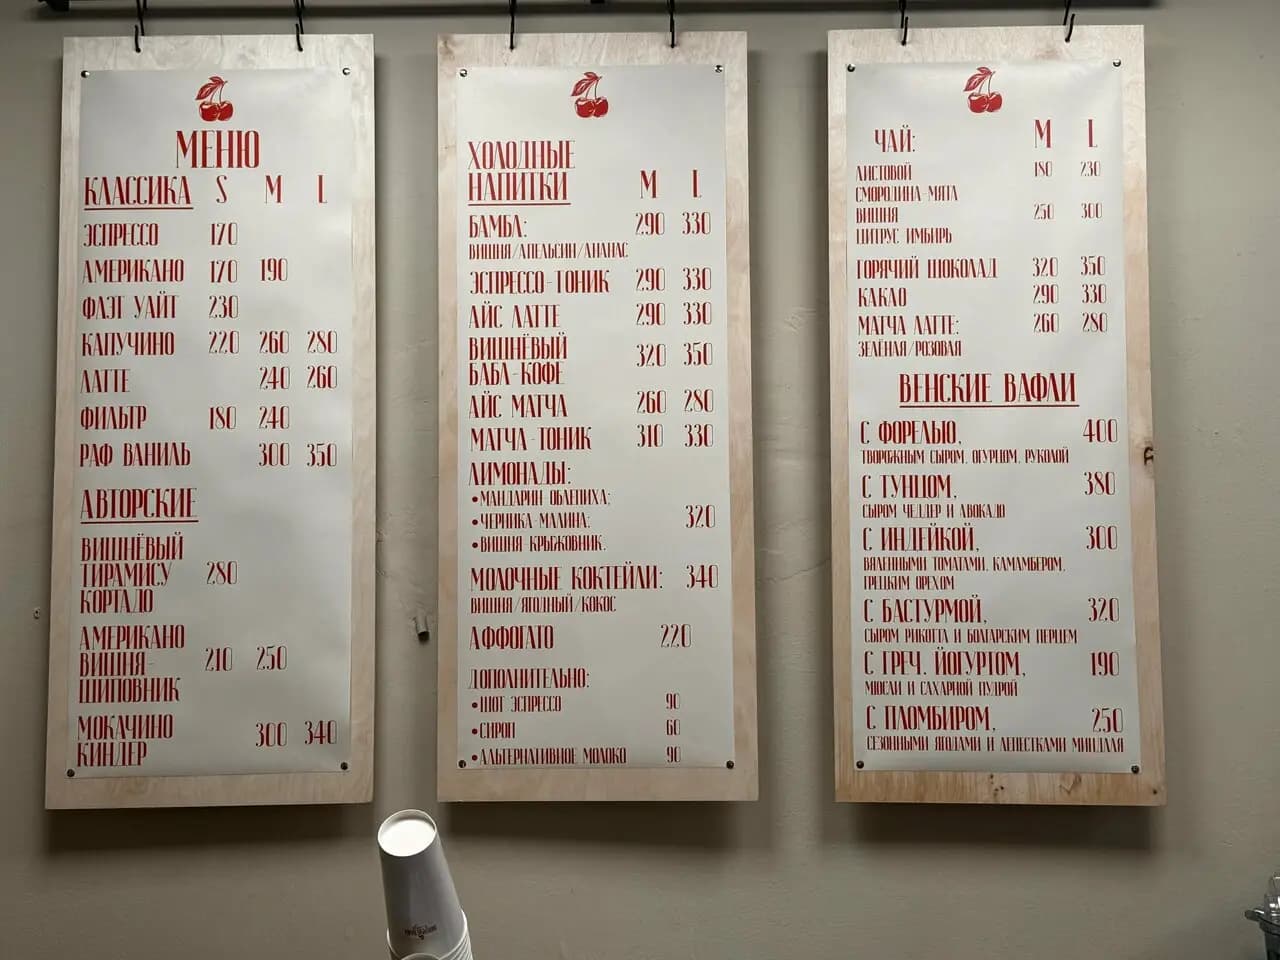 МЕНЮ
КЛАССИКА S M L
ЭСПРЕССО 170
АМЕРИКАНО 170 190
ФЛЭТ УАЙТ 230
КАПУЧИНО 220 260 280
ЛАТТЕ 240 260
ФИЛЬТР 180 240
РАФ ВАНИЛЬ 300 350
АВТОРСКИЕ
ВИШНЁВЫЙ
ТИРАМИСУ 280
КОРТАДО
АМЕРИКАНО
ВИШНЯ- 210 250
ШИПОВНИК
МОКАЧИНО 300 340
КИНДЕР
ХОЛОДНЫЕ
НАПИТКИ M L
БАМБЛ: 290 330
ВИШНЯ/АПЕЛЬСИН/АНАНАС
ЭСПРЕССО-ТОНИК 290 330
АЙС ЛАТТЕ 290 330
ВИШНЁВЫЙ 320 350
БАБЛ-КОФЕ
АЙС МАТЧА 260 280
МАТЧА-ТОНИК 310 330
ЛИМОНАДЫ:
•МАНДАРИН-ОБЛЕПИХА;
•ЧЕРНИКА-МАЛИНА; 320
•ВИШНЯ-КРЫЖОВНИК.
МОЛОЧНЫЕ КОКТЕЙЛИ: 340
ВИШНЯ/ЯГОДНЫЙ/КОКОС
АФФОГАТО 220
ДОПОЛНИТЕЛЬНО:
•ШОТ ЭСПРЕССО 90
•СИРОП 60
•АЛЬТЕРНАТИВНОЕ МОЛОКО 90
ЧАЙ: M L
ЛИСТОВОЙ 180 230
СМОРОДИНА-МЯТА
ВИШНЯ 250 300
ЦИТРУС ИМБИРЬ
ГОРЯЧИЙ ШОКОЛАД 320 350
КАКАО 290 330
МАТЧА ЛАТТЕ: 260 280
ЗЕЛЁНАЯ/РОЗОВАЯ
ВЕНСКИЕ ВАФЛИ
С ФОРЕЛЬЮ, 400
ТВОРОЖНЫМ СЫРОМ, ОГУРЦОМ, РУКОЛОЙ
С ТУНЦОМ, 380
СЫРОМ ЧЕДДЕР И АВОКАДО
С ИНДЕЙКОЙ, 300
ВЯЛЕНЫМИ ТОМАТАМИ, КАМАМБЕРОМ,
ГРЕЦКИМ ОРЕХОМ
С БАСТУРМОЙ, 320
СЫРОМ РИКОТТА И БОЛГАРСКИМ ПЕРЦЕМ
С ГРЕЧ. ЙОГУРТОМ, 190
МЮСЛИ И САХАРНОЙ ПУДРОЙ
С ПЛОМБИРОМ, 250
СЕЗОННЫМИ ЯГОДАМИ И ЛЕПЕСТКАМИ МИНДАЛЯ